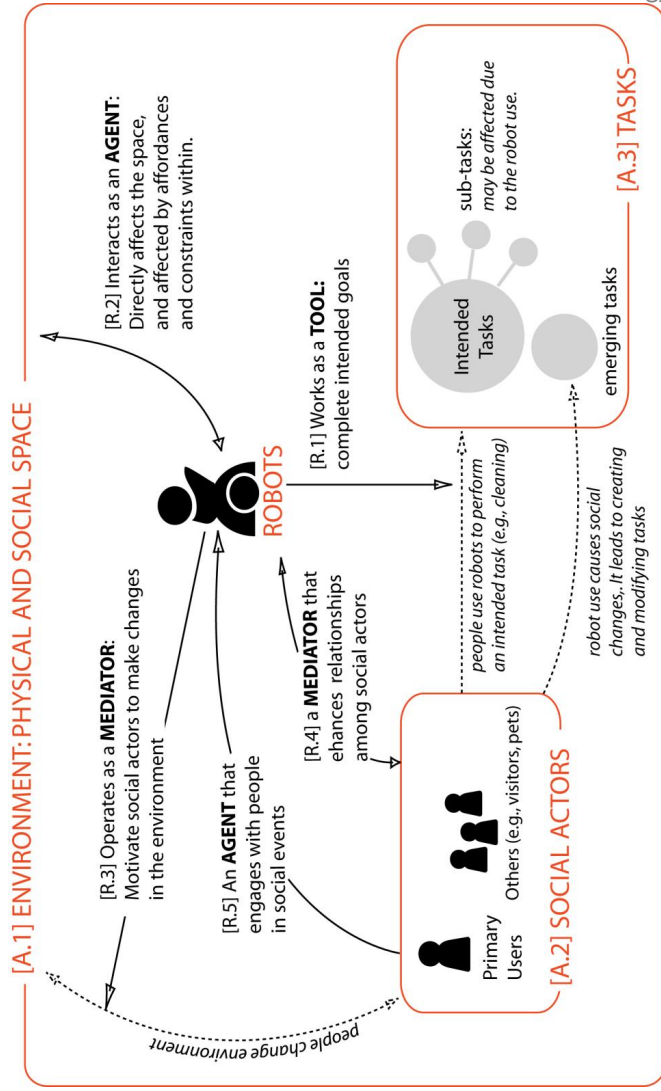 [A.1] ENVIRONMENT: PHYSICAL AND SOCIAL SPACE
[R.3] Operates as a MEDIATOR:
Motivate social actors to make changes
in the environment
[R.2] Interacts as an AGENT:
Directly affects the space,
and affected by affordances
and constraints within.
people change environment
[R.5] An AGENT that
engages with people
in social events
ROBOTS
[R.4] a MEDIATOR that
ehances relationships
among social actors
[R.1] Works as a TOOL:
complete intended goals
Primary
Users
Others (e.g., visitors, pets)
[A.2] SOCIAL ACTORS
people use robots to perform
an intended task (e.g., cleaning)
robot use causes social
changes,. It leads to creating
and modifying tasks
Intended
Tasks
sub-tasks:
may be affected due
to the robot use.
emerging tasks
[A.3] TASKS